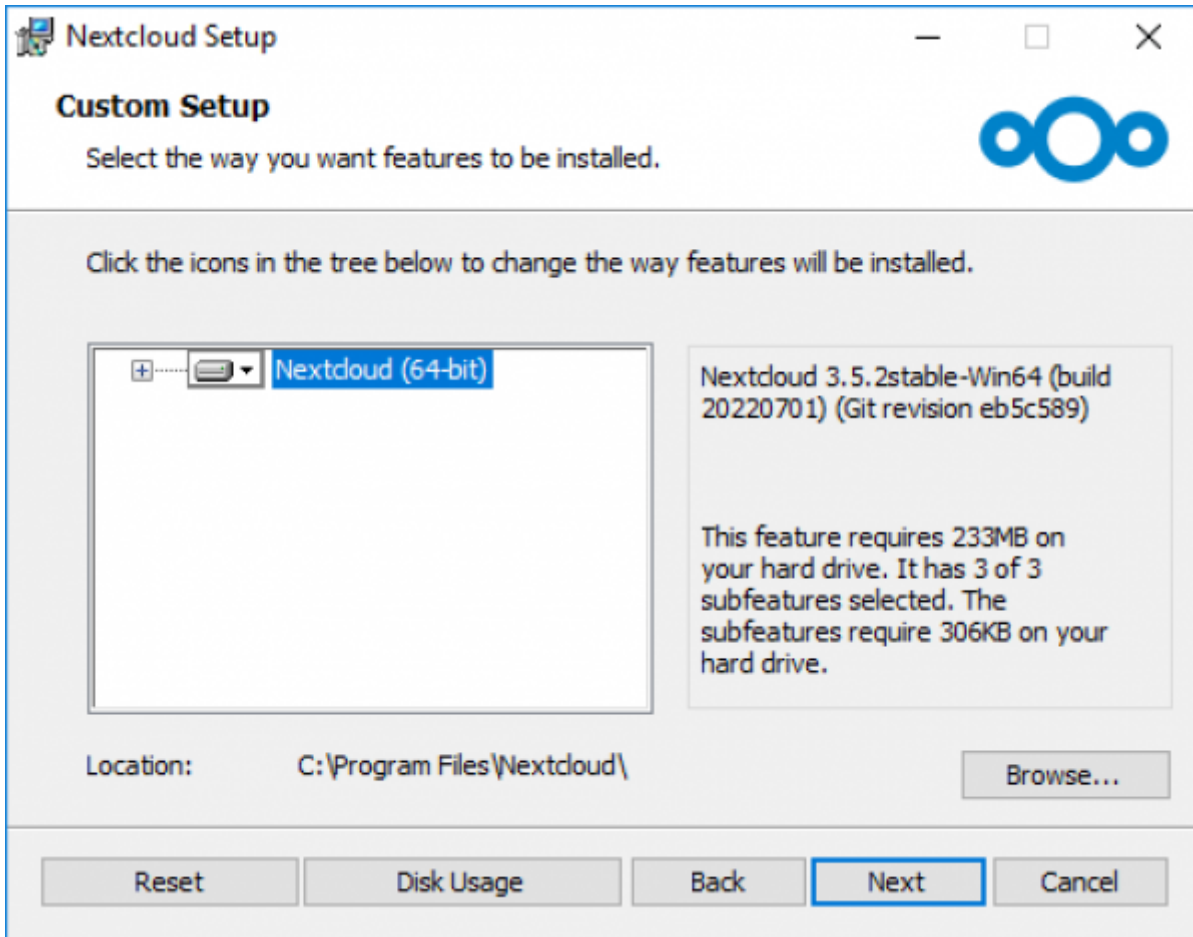 Nextcloud Setup
Custom Setup
Select the way you want features to be installed.
Click the icons in the tree below to change the way features will be installed.
Nextcloud (64-bit)
Nextcloud 3.5.2stable-Win64 (build
20220701) (Git revision eb5c589)
This feature requires 233MB on
your hard drive. It has 3 of 3
subfeatures selected. The
subfeatures require 306KB on your
hard drive.
Location: C:\Program Files\Nextcloud\
Browse...
Reset Disk Usage Back Next Cancel